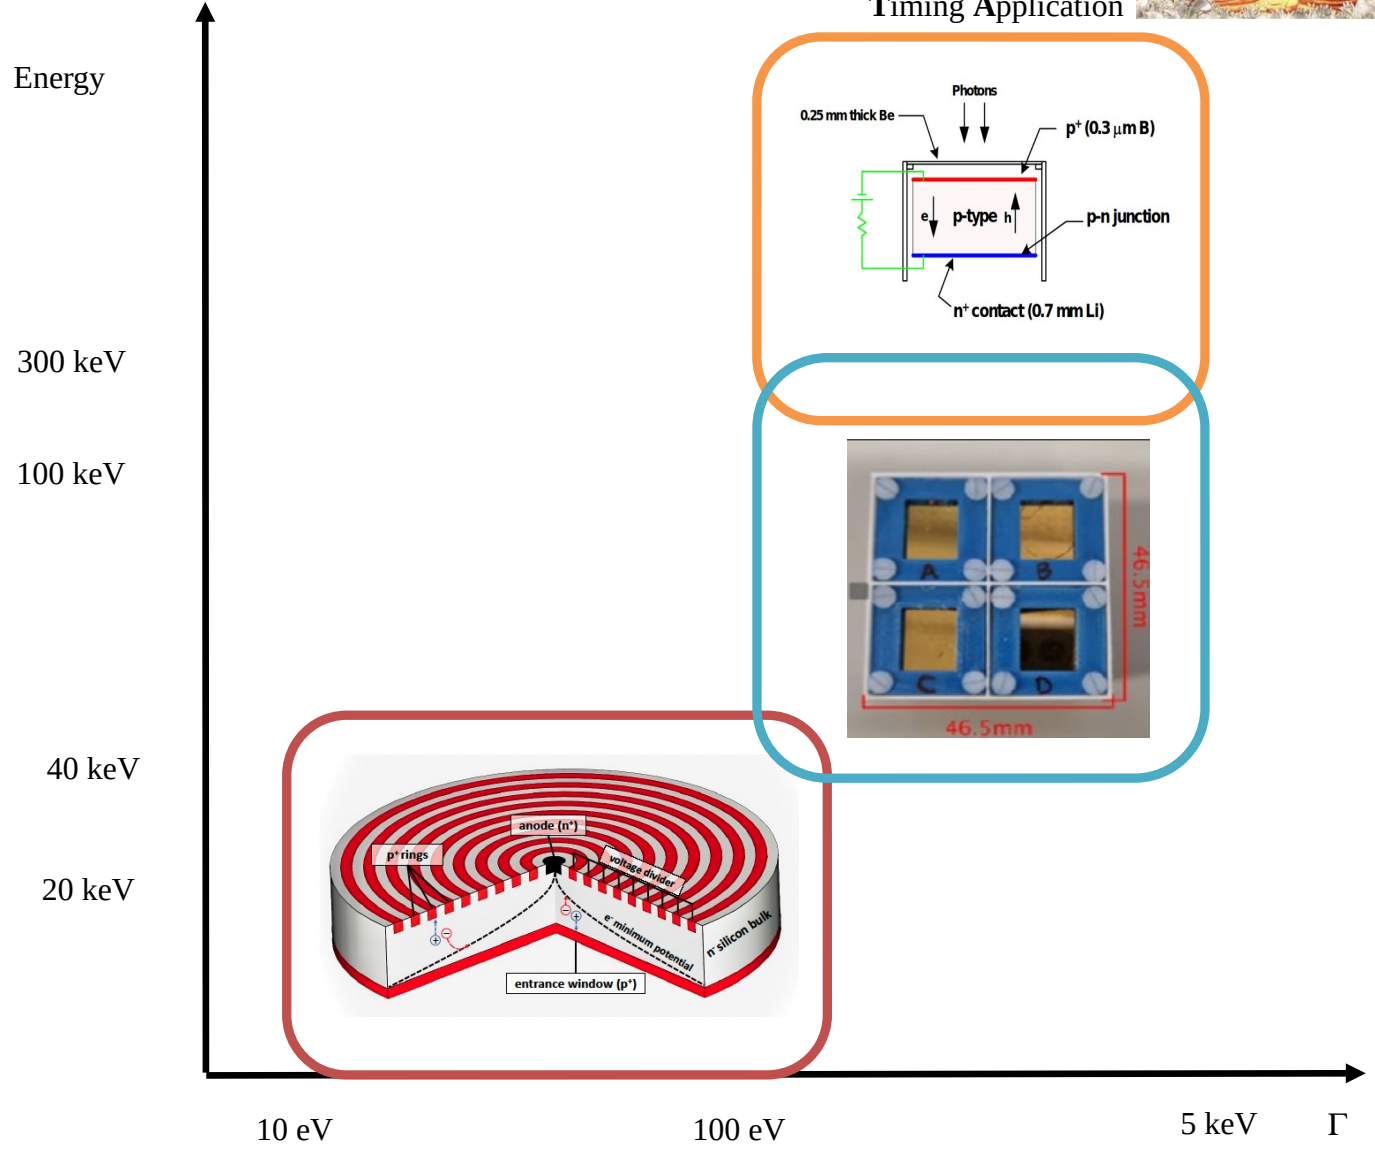 Timing Application
Energy
Photons
0.25 mm thick Be
p⁺ (0.3 μm B)
e
p-type
h
p-n junction
n⁺ contact (0.7 mm Li)
300 keV
100 keV
A
B
46.5mm
C
D
46.5mm
40 keV
anode (n⁺)
p⁺ rings
voltage divider
20 keV
e⁻ minimum potential
n⁻ silicon bulk
entrance window (p⁺)
10 eV
100 eV
5 keV
Γ